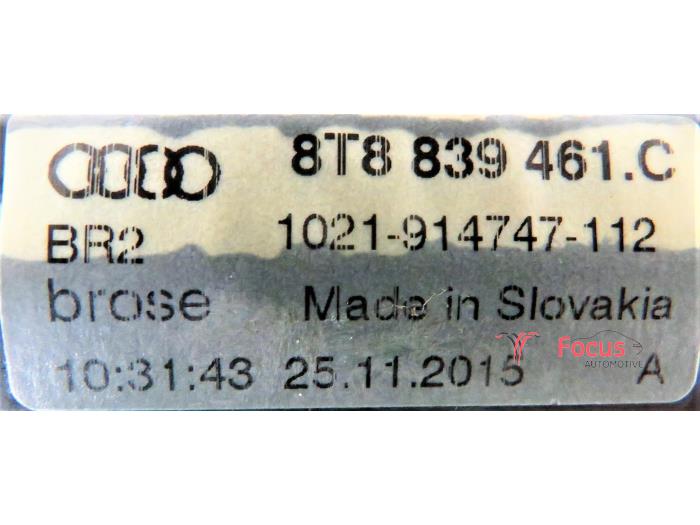 8T8 839 461.C
BR2 1021-914747-112
brose Made in Slovakia
10:31:43 25.11.2015 A
Focus
AUTOMOTIVE